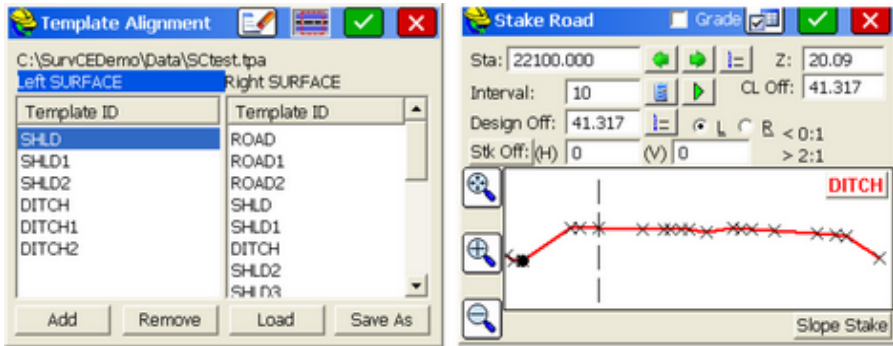 Template Alignment
C:\SurvCEDemo\Data\SCtest.tpa
Left SURFACE Right SURFACE
Template ID Template ID
SHLD ROAD
SHLD1 ROAD1
SHLD2 ROAD2
DITCH SHLD
DITCH1 SHLD1
DITCH2 DITCH
SHLD2
SHLD3
Add Remove Load Save As
Stake Road Grade
Sta: 22100.000 Z: 20.09
Interval: 10 CL Off: 41.317
Design Off: 41.317 L R < 0:1
Stk Off: (H) 0 (V) 0 > 2:1
DITCH
Slope Stake